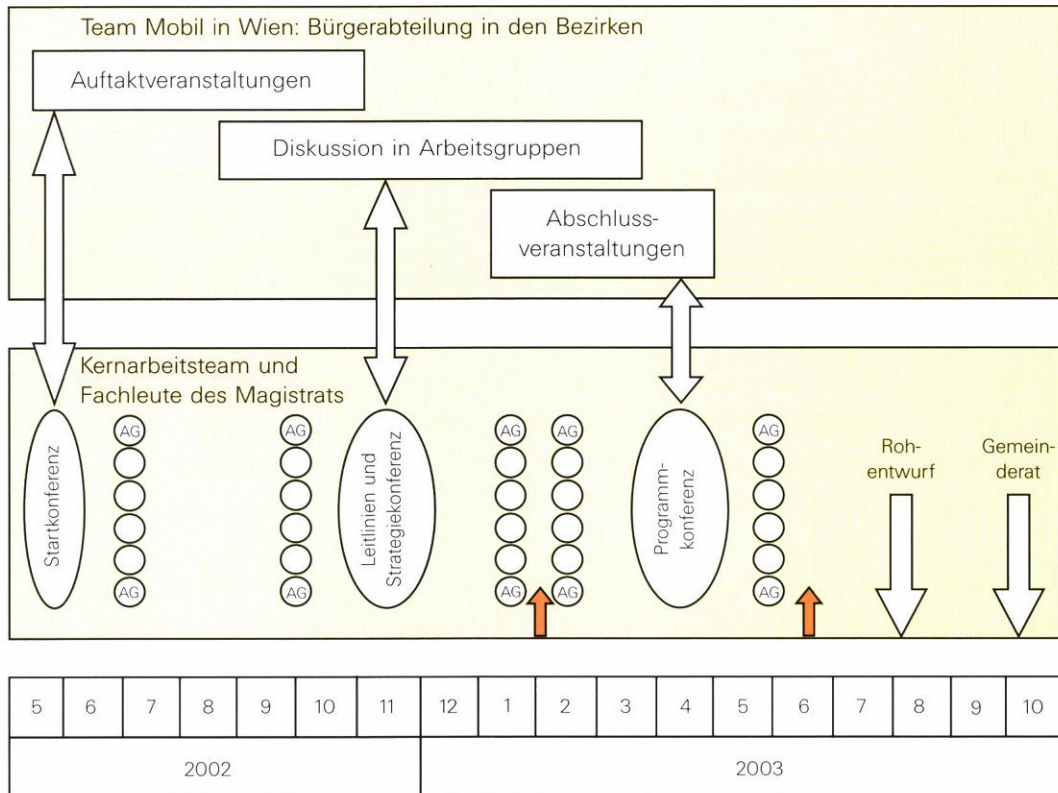 Team Mobil in Wien: Bürgerabteilung in den Bezirken
Auftaktveranstaltungen
Diskussion in Arbeitsgruppen
Abschluss-
veranstaltungen
Kernarbeitsteam und
Fachleute des Magistrats
Startkonferenz
AG
AG
AG
AG
Leitlinien und
Strategiekonferenz
AG
AG
AG
AG
Programm-
konferenz
AG
AG
Roh-
entwurf
Gemein-
derat
5 6 7 8 9 10 11 12 1 2 3 4 5 6 7 8 9 10
2002 2003